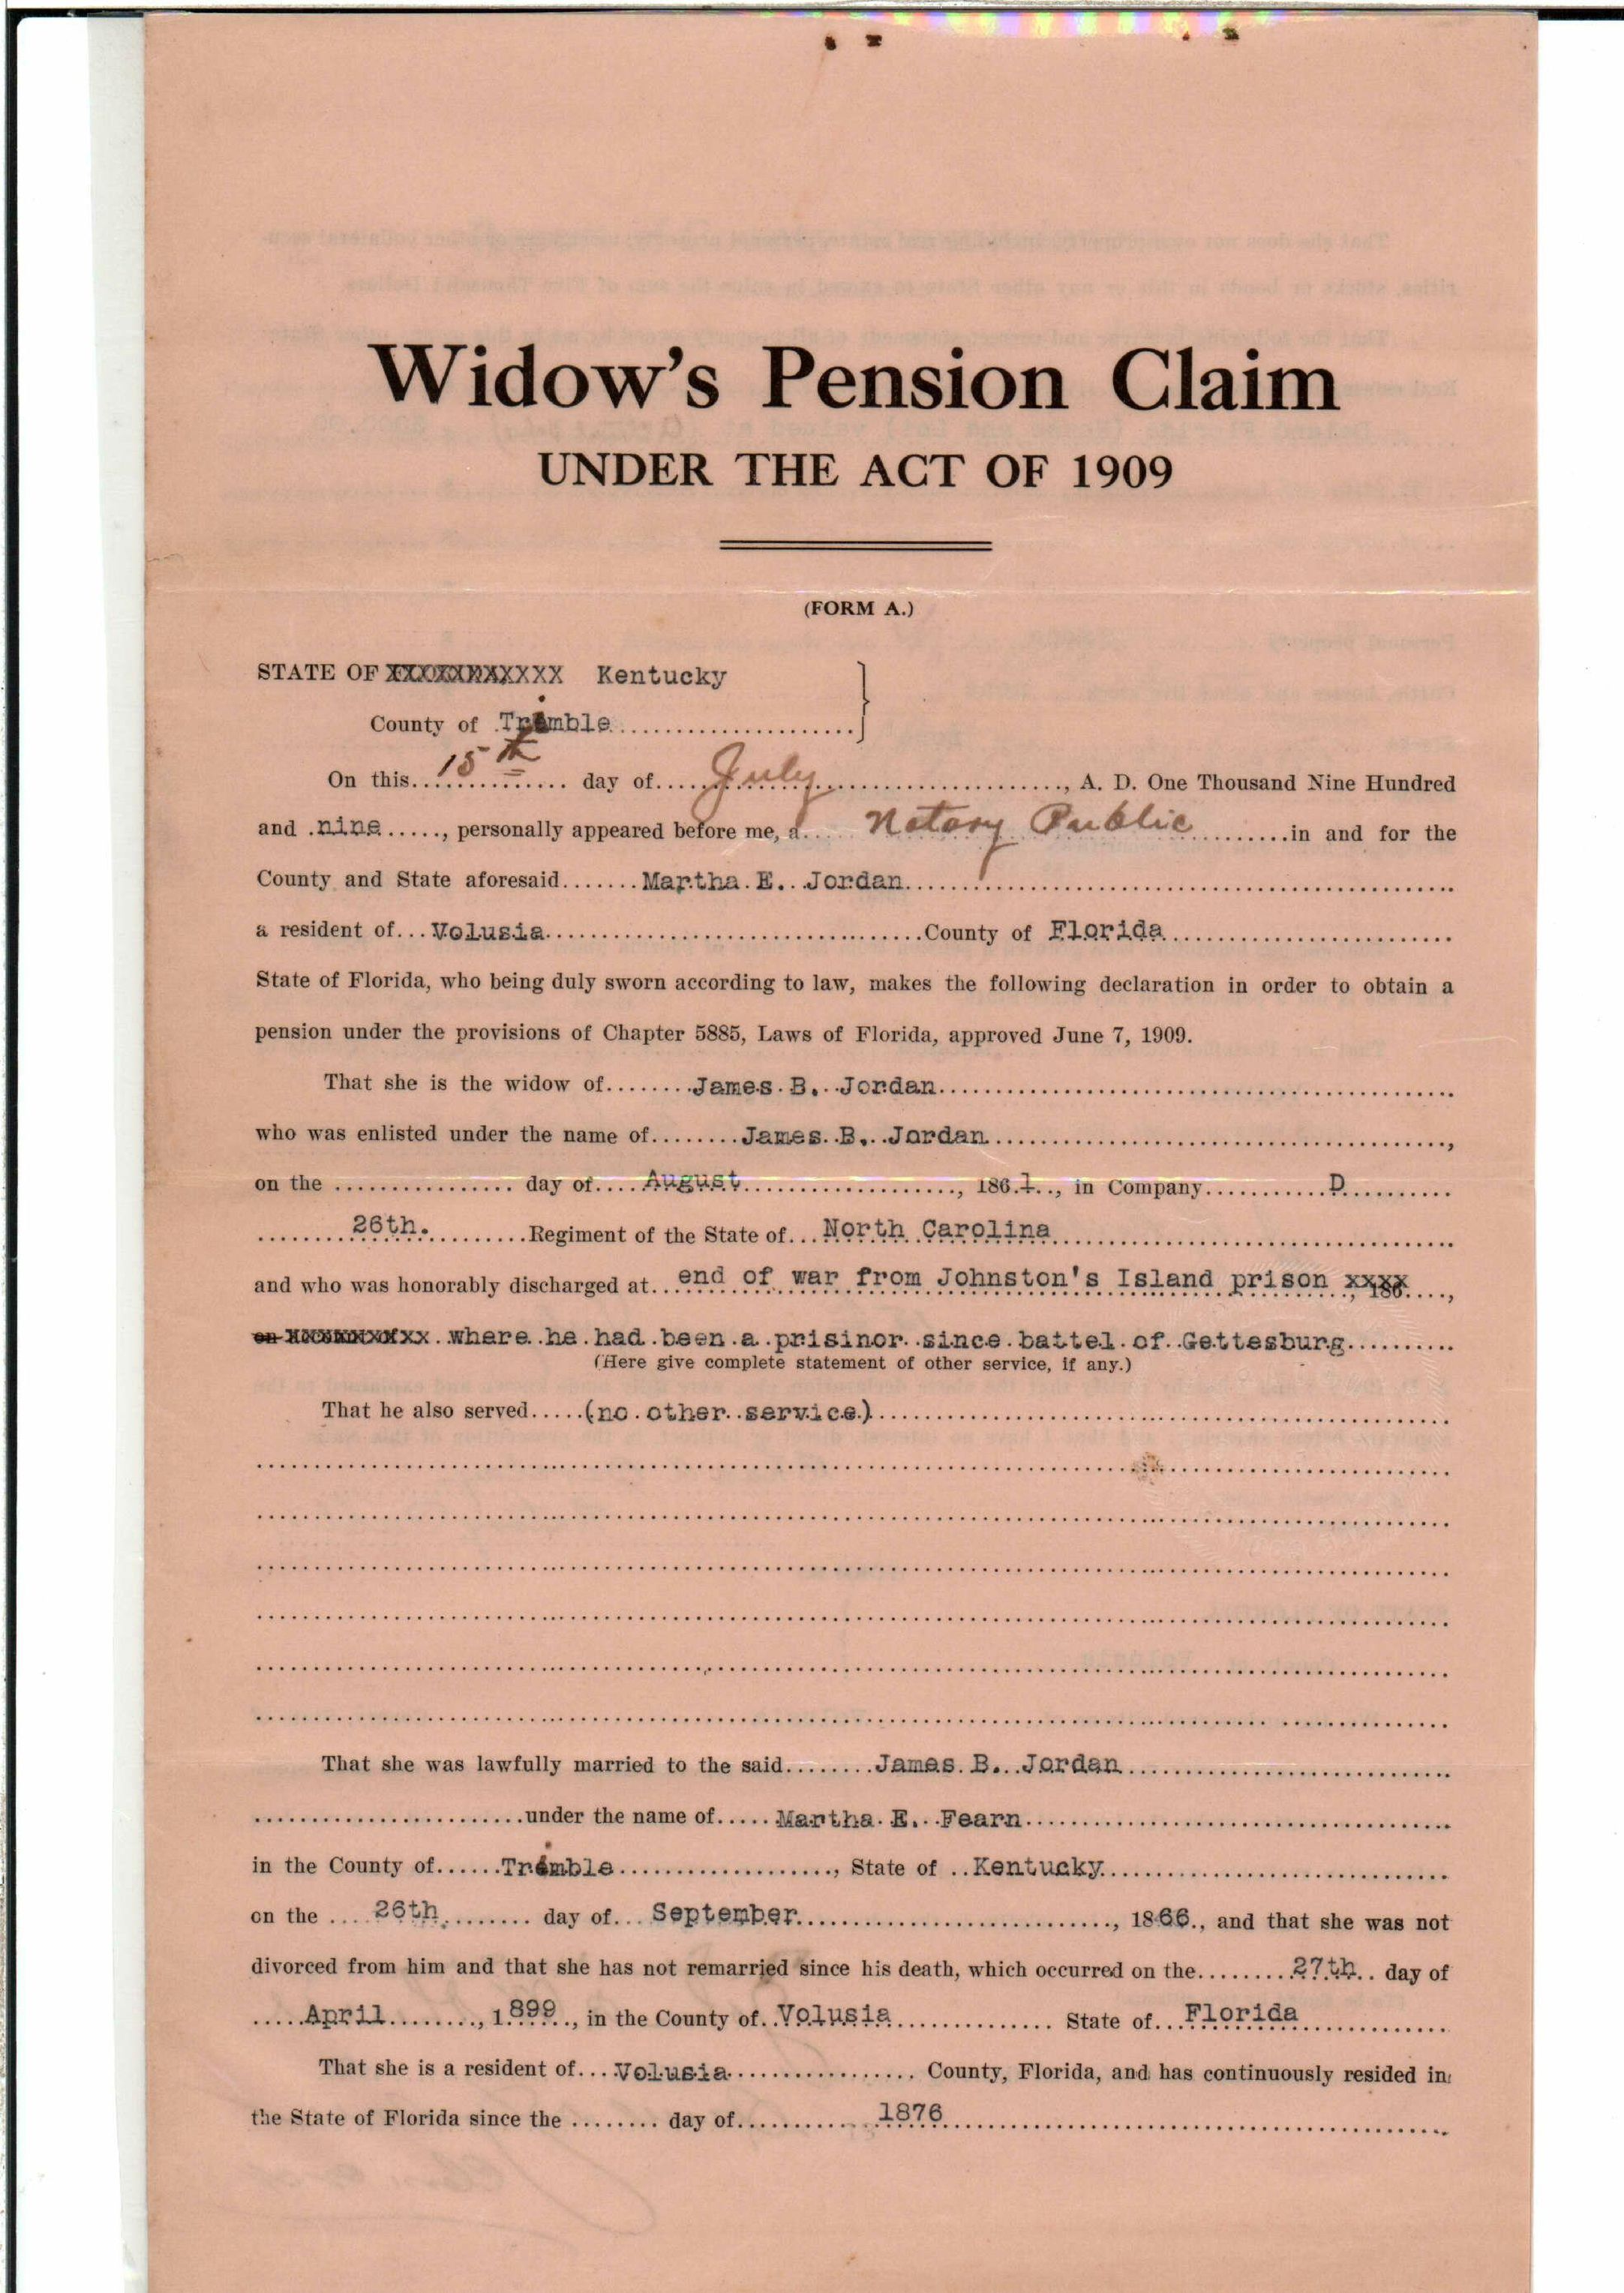 Widow's Pension Claim
UNDER THE ACT OF 1909
(FORM A.)
STATE OF XXXXXXXXXXX Kentucky
County of Trimble
On this 15th day of July, A. D. One Thousand Nine Hundred
and nine, personally appeared before me, a Notary Public in and for the
County and State aforesaid Martha E. Jordan
a resident of Volusia County of Florida
State of Florida, who being duly sworn according to law, makes the following declaration in order to obtain a
pension under the provisions of Chapter 5885, Laws of Florida, approved June 7, 1909.
That she is the widow of James B. Jordan
who was enlisted under the name of James B. Jordan,
on the day of August, 1861, in Company D
26th. Regiment of the State of North Carolina
and who was honorably discharged at end of war from Johnston's Island prison xxxx, 186,
on xxxxxxxxxx where he had been a prisinor since battel of Gettesburg
(Here give complete statement of other service, if any.)
That he also served (no other service)
That she was lawfully married to the said James B. Jordan
under the name of Martha E. Fearn
in the County of Trimble, State of Kentucky
on the 26th day of September, 1866, and that she was not
divorced from him and that she has not remarried since his death, which occurred on the 27th day of
April, 1899, in the County of Volusia State of Florida
That she is a resident of Volusia County, Florida, and has continuously resided in
the State of Florida since the day of 1876